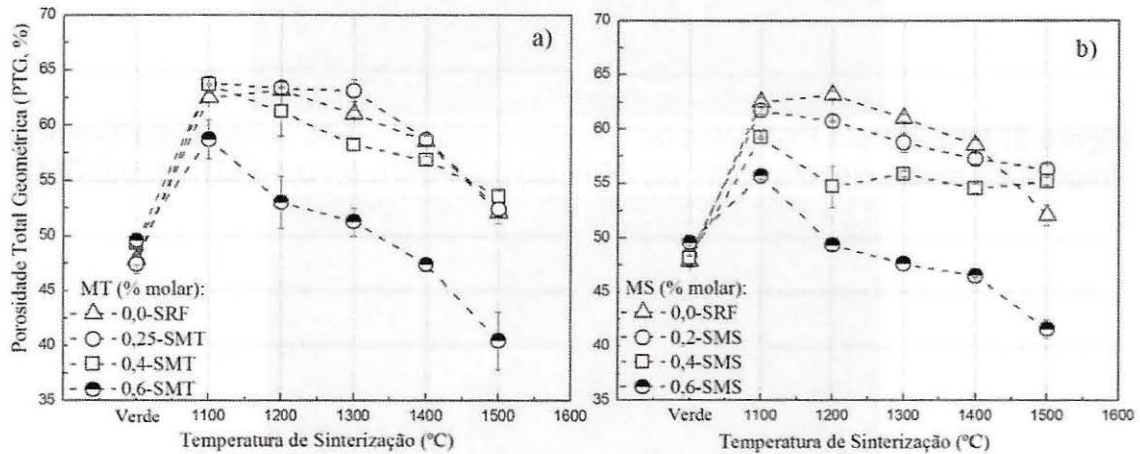 Porosidade Total Geométrica (PTG, %)
70
65
60
55
50
45
40
35
a)
MT (% molar):
0,0-SRF
0,25-SMT
0,4-SMT
0,6-SMT
Verde 1100 1200 1300 1400 1500 1600
Temperatura de Sinterização (ºC)
70
65
60
55
50
45
40
35
b)
MS (% molar):
0,0-SRF
0,2-SMS
0,4-SMS
0,6-SMS
Verde 1100 1200 1300 1400 1500 1600
Temperatura de Sinterização (ºC)